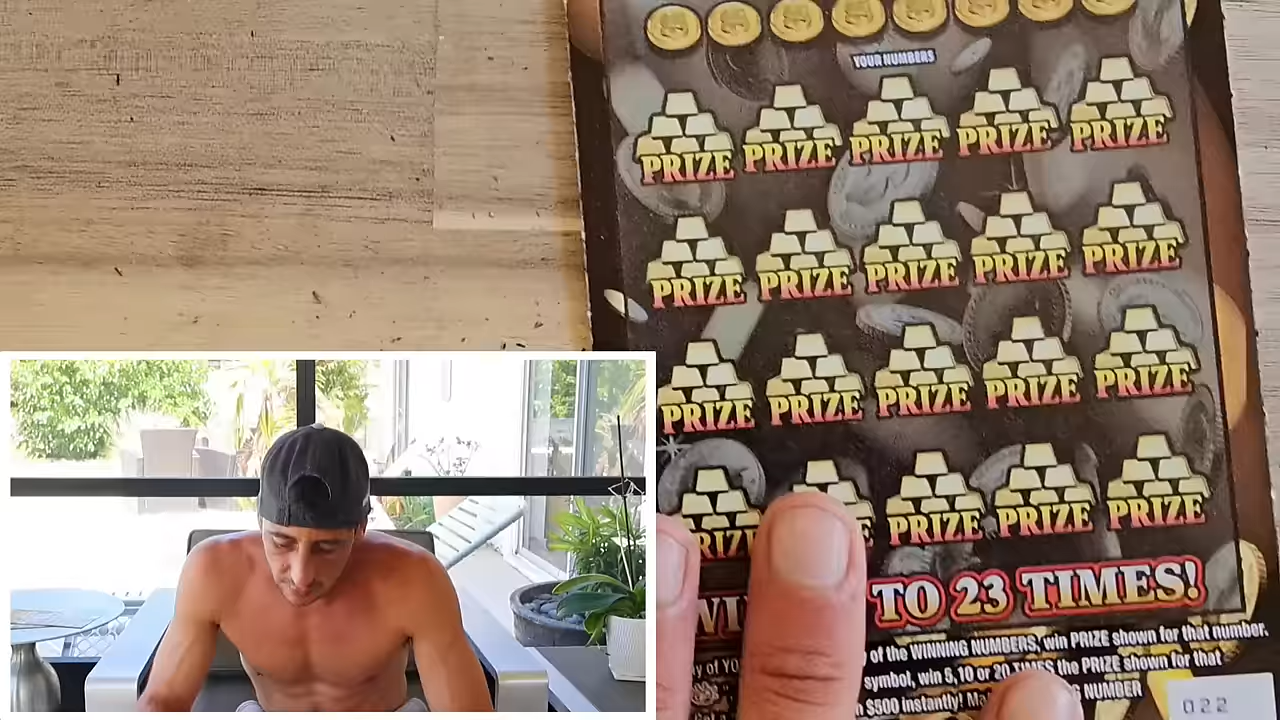 YOUR NUMBERS
PRIZE PRIZE PRIZE PRIZE PRIZE
PRIZE PRIZE PRIZE PRIZE PRIZE
PRIZE PRIZE PRIZE PRIZE PRIZE
PRIZE PRIZE PRIZE PRIZE
TO 23 TIMES!
of the WINNING NUMBERS, win PRIZE shown for that number.
symbol, win 5, 10 or 20 TIMES the PRIZE shown for that
$500 instantly! NUMBER
022